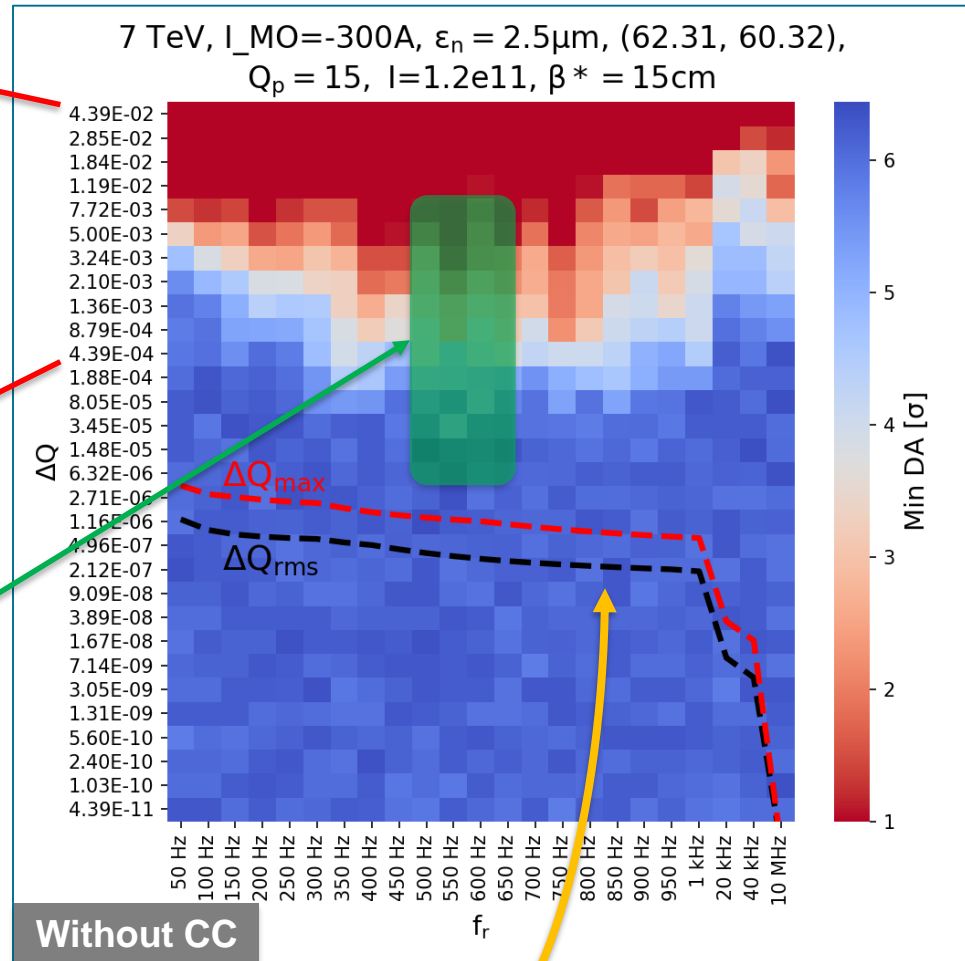 7 TeV, I_MO=-300A, εₙ = 2.5μm, (62.31, 60.32),
Qₚ = 15, I=1.2e11, β* = 15cm
4.39E-02
2.85E-02
1.84E-02
1.19E-02
7.72E-03
5.00E-03
3.24E-03
2.10E-03
1.36E-03
8.79E-04
4.39E-04
1.88E-04
8.05E-05
3.45E-05
1.48E-05
6.32E-06
2.71E-06
1.16E-06
4.96E-07
2.12E-07
9.09E-08
3.89E-08
1.67E-08
7.14E-09
3.05E-09
1.31E-09
5.60E-10
2.40E-10
1.03E-10
4.39E-11
ΔQ
ΔQmax
ΔQrms
50 Hz
100 Hz
150 Hz
200 Hz
250 Hz
300 Hz
350 Hz
400 Hz
450 Hz
500 Hz
550 Hz
600 Hz
650 Hz
700 Hz
750 Hz
800 Hz
850 Hz
900 Hz
950 Hz
1 kHz
20 kHz
40 kHz
10 MHz
fᵣ
6
5
4
3
2
1
Min DA [σ]
Without CC